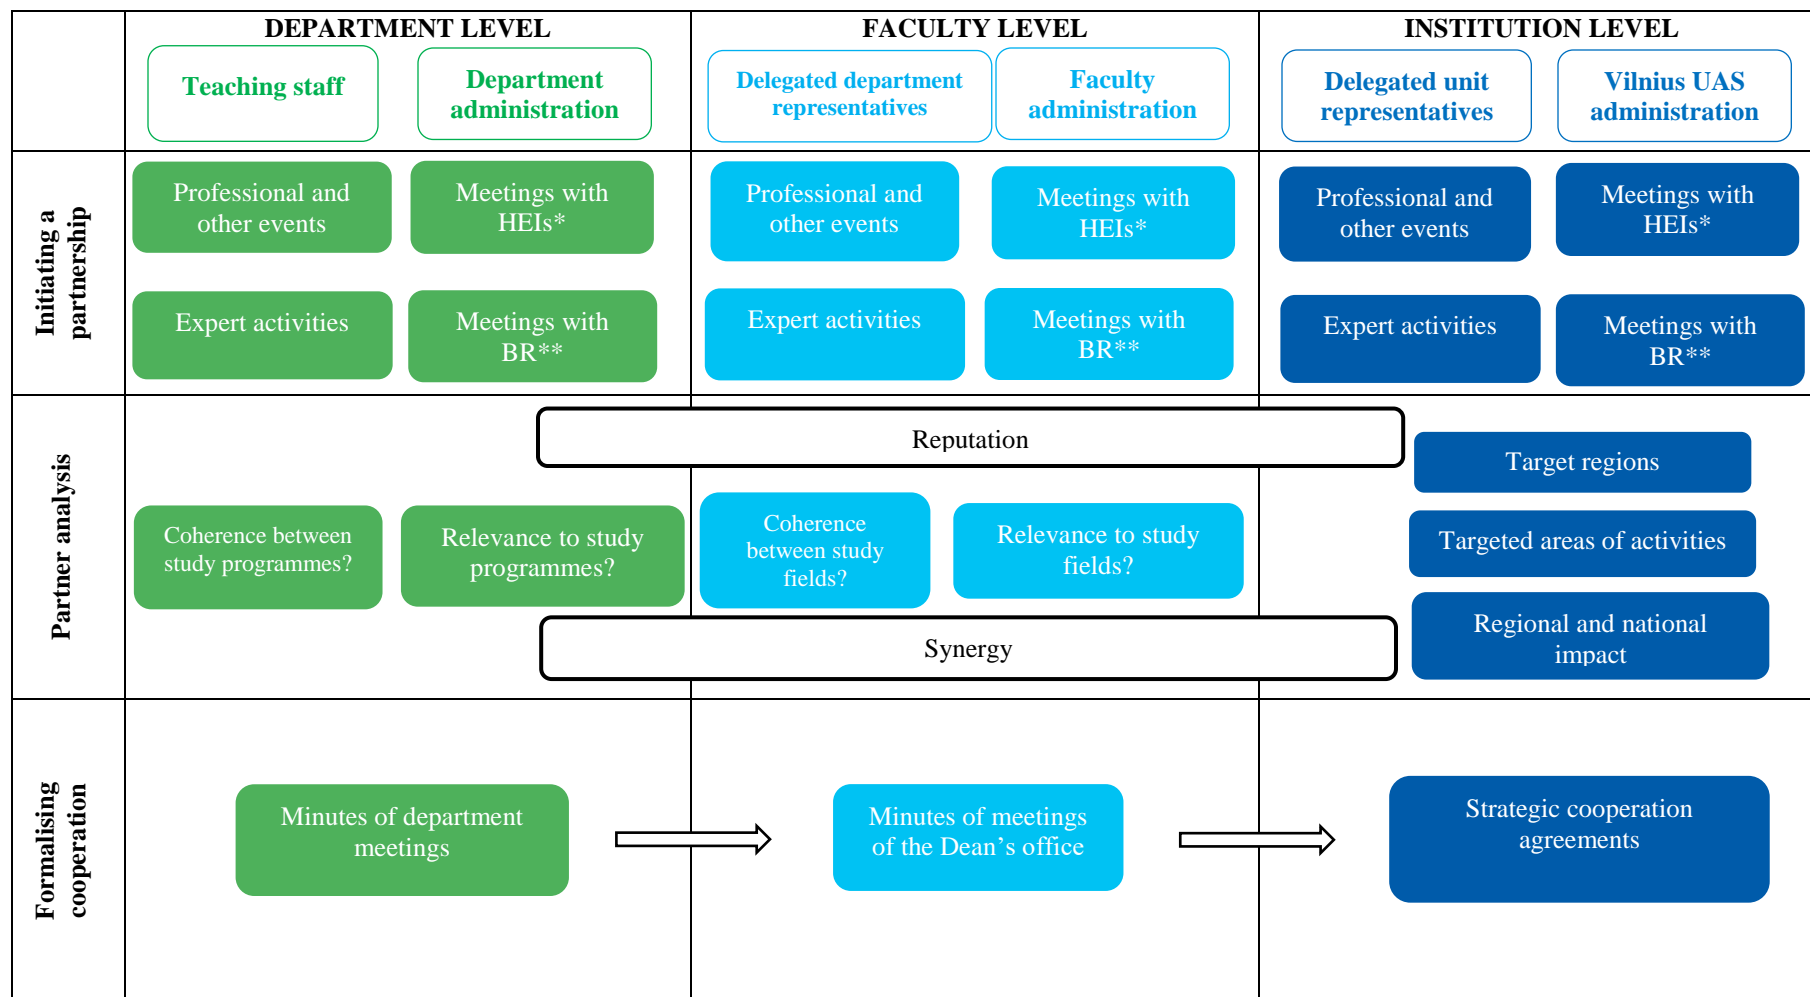 DEPARTMENT LEVEL
FACULTY LEVEL
INSTITUTION LEVEL
Teaching staff
Department
administration
Delegated department
representatives
Faculty
administration
Delegated unit
representatives
Vilnius UAS
administration
Initiating a
partnership
Professional and
other events
Meetings with
HEIs*
Professional and
other events
Meetings with
HEIs*
Professional and
other events
Meetings with
HEIs*
Expert activities
Meetings with
BR**
Expert activities
Meetings with
BR**
Expert activities
Meetings with
BR**
Partner analysis
Reputation
Target regions
Coherence between
study programmes?
Relevance to study
programmes?
Coherence
between study
fields?
Relevance to study
fields?
Targeted areas of activities
Synergy
Regional and national
impact
Formalising
cooperation
Minutes of department
meetings
Minutes of meetings
of the Dean’s office
Strategic cooperation
agreements